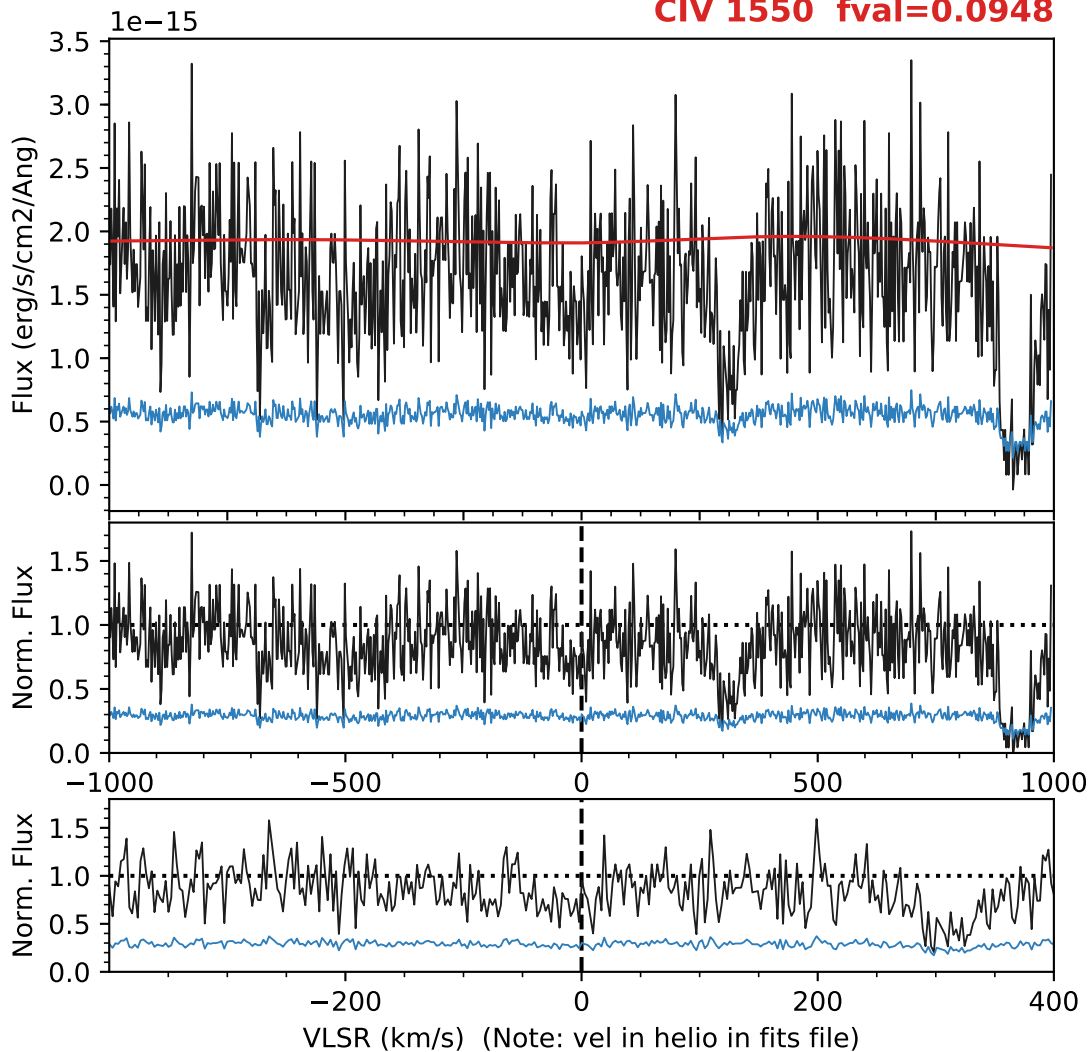 CIV 1550 fval=0.0948
1e−15
3.5
3.0
2.5
2.0
1.5
1.0
0.5
0.0
Flux (erg/s/cm2/Ang)
1.5
1.0
0.5
0.0
Norm. Flux
−1000 −500 0 500 1000
1.5
1.0
0.5
0.0
Norm. Flux
−200 0 200 400
VLSR (km/s) (Note: vel in helio in fits file)